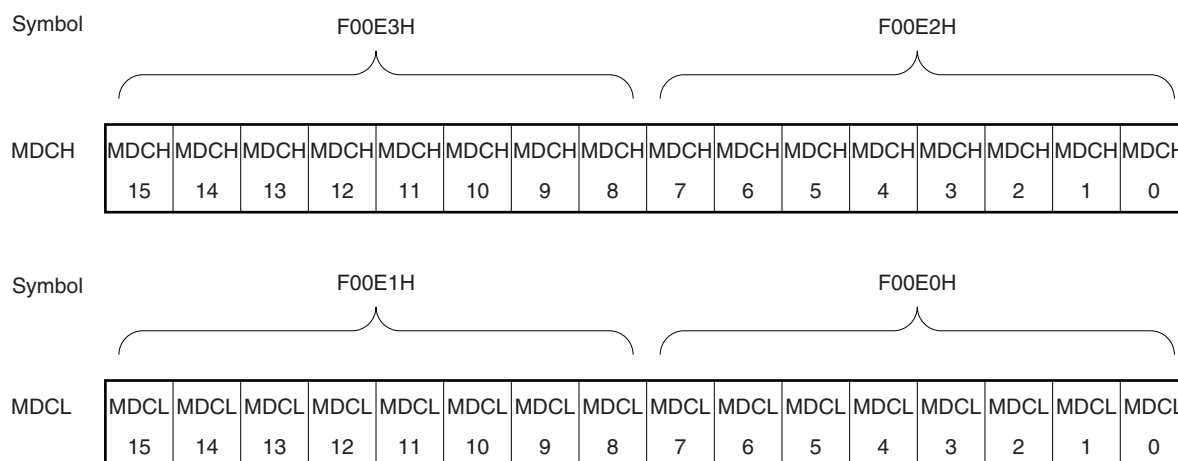 Symbol F00E3H F00E2H
MDCH MDCH MDCH MDCH MDCH MDCH MDCH MDCH MDCH MDCH MDCH MDCH MDCH MDCH MDCH MDCH MDCH
15 14 13 12 11 10 9 8 7 6 5 4 3 2 1 0
Symbol F00E1H F00E0H
MDCL MDCL MDCL MDCL MDCL MDCL MDCL MDCL MDCL MDCL MDCL MDCL MDCL MDCL MDCL MDCL MDCL
15 14 13 12 11 10 9 8 7 6 5 4 3 2 1 0